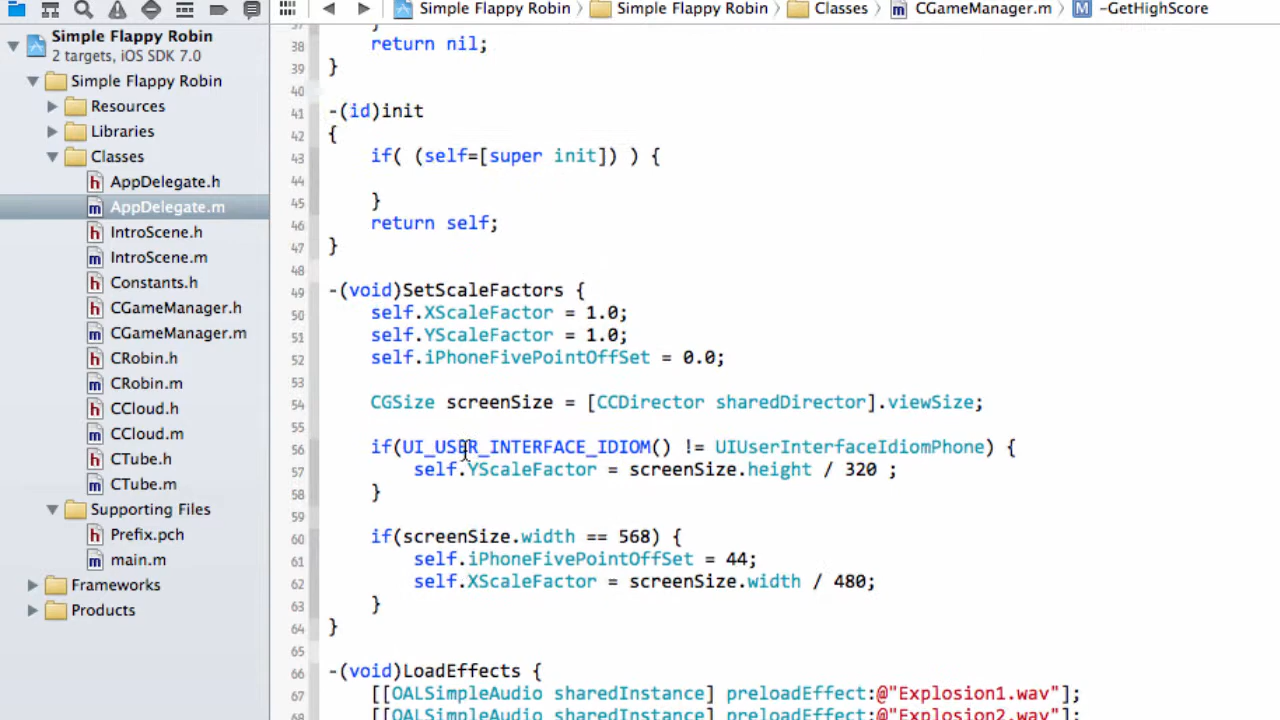 Simple Flappy Robin
Simple Flappy Robin
Classes
CGameManager.m
M
-GetHighScore
Simple Flappy Robin
2 targets, iOS SDK 7.0
Simple Flappy Robin
Resources
Libraries
Classes
h AppDelegate.h
m AppDelegate.m
h IntroScene.h
m IntroScene.m
h Constants.h
h CGameManager.h
m CGameManager.m
h CRobin.h
m CRobin.m
h CCloud.h
m CCloud.m
h CTube.h
m CTube.m
Supporting Files
h Prefix.pch
m main.m
Frameworks
Products
38 return nil;
39 }
40
41 -(id)init
42 {
43 if( (self=[super init]) ) {
44
45 }
46 return self;
47 }
48
49 -(void)SetScaleFactors {
50 self.XScaleFactor = 1.0;
51 self.YScaleFactor = 1.0;
52 self.iPhoneFivePointOffSet = 0.0;
53
54 CGSize screenSize = [CCDirector sharedDirector].viewSize;
55
56 if(UI_USER_INTERFACE_IDIOM() != UIUserInterfaceIdiomPhone) {
57 self.YScaleFactor = screenSize.height / 320 ;
58 }
59
60 if(screenSize.width == 568) {
61 self.iPhoneFivePointOffSet = 44;
62 self.XScaleFactor = screenSize.width / 480;
63 }
64 }
65
66 -(void)LoadEffects {
67 [[OALSimpleAudio sharedInstance] preloadEffect:@"Explosion1.wav"];
68 [[OALSimpleAudio sharedInstance] preloadEffect:@"Explosion2.wav"];